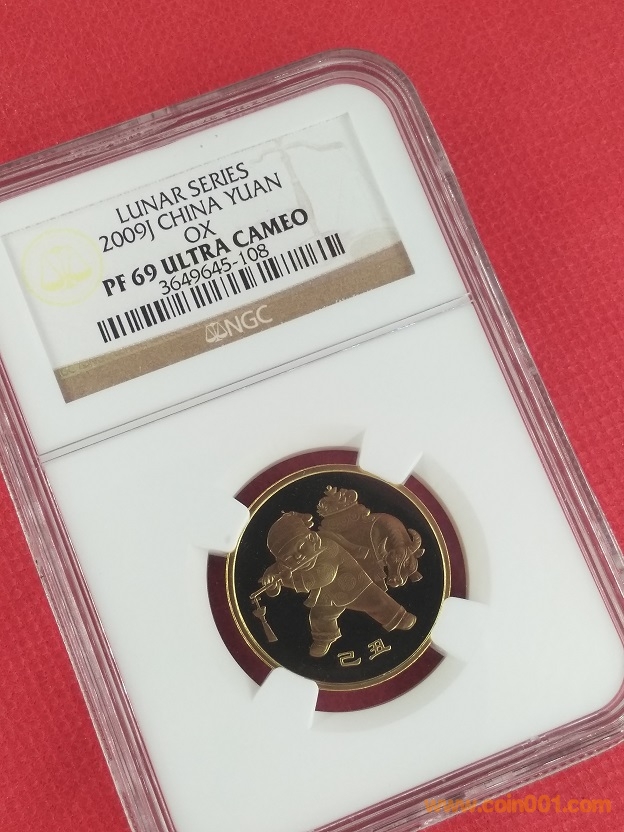 LUNAR SERIES
2009J CHINA YUAN
OX
PF 69 ULTRA CAMEO
3649645-108
NGC
己丑
www.coin001.com